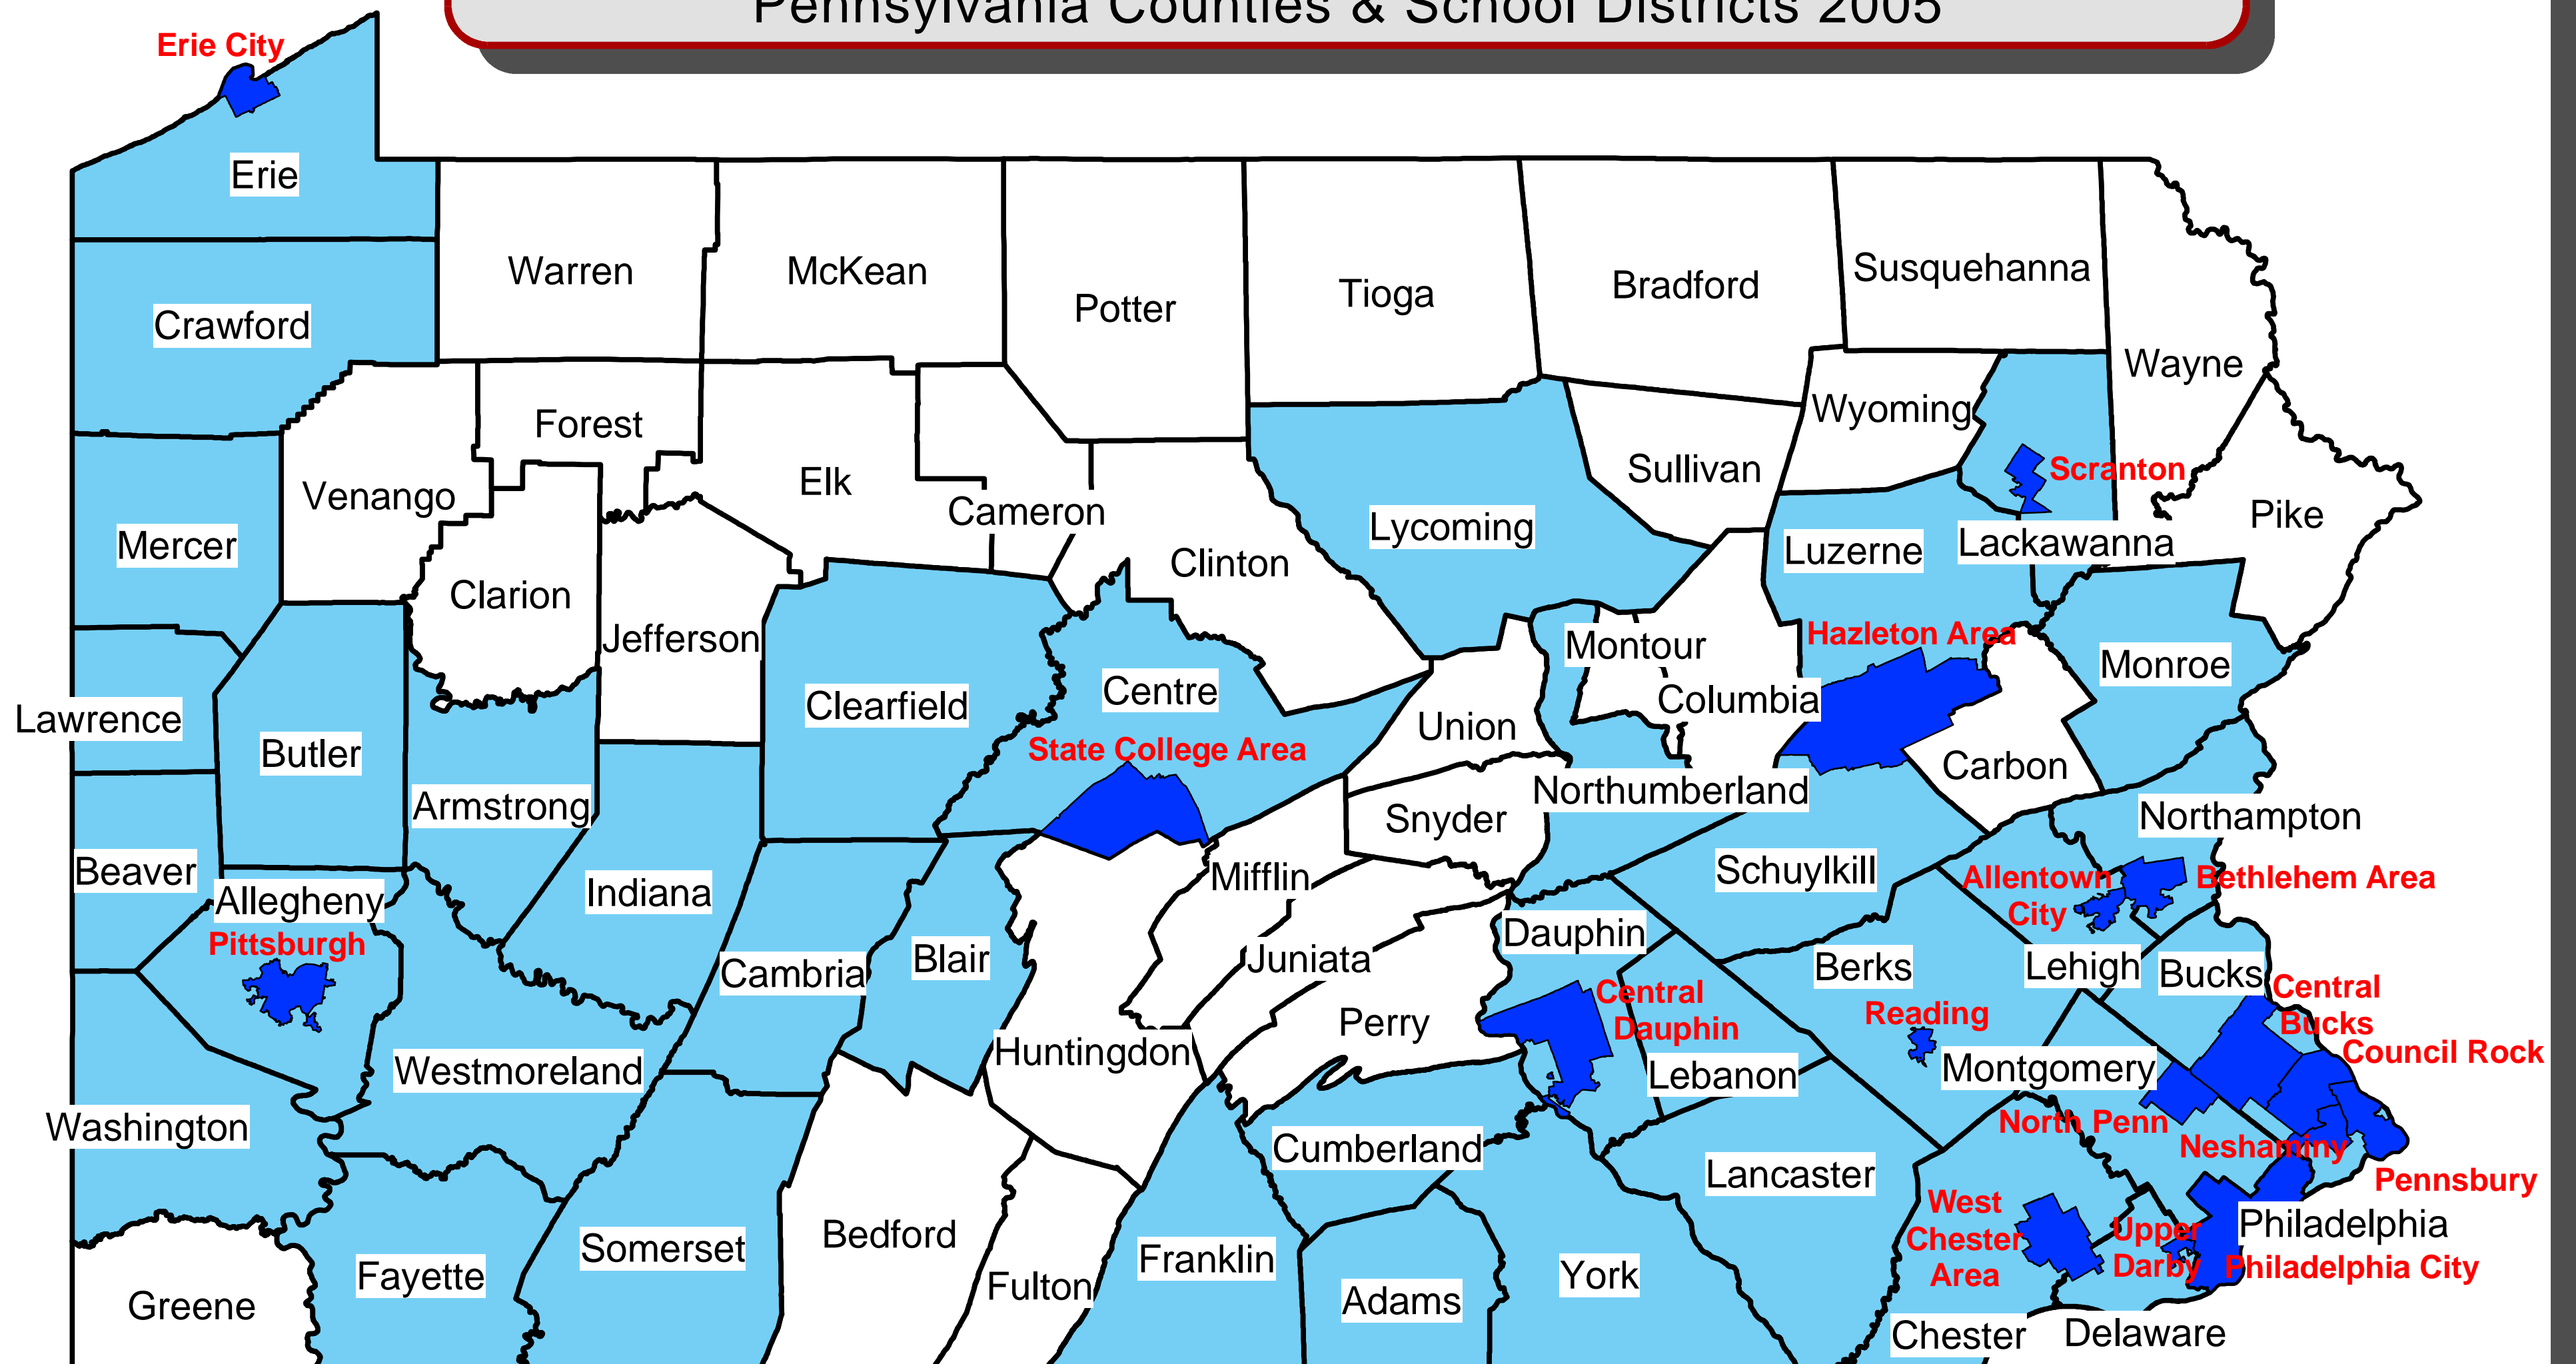 Pennsylvania Counties & School Districts 2005
Erie City
Erie
Warren
McKean
Potter
Tioga
Bradford
Susquehanna
Wayne
Crawford
Forest
Elk
Cameron
Clinton
Lycoming
Sullivan
Wyoming
Scranton
Lackawanna
Luzerne
Pike
Venango
Mercer
Clarion
Jefferson
Clearfield
Centre
State College Area
Union
Montour
Columbia
Hazleton Area
Monroe
Carbon
Lawrence
Butler
Armstrong
Snyder
Northumberland
Northampton
Beaver
Allegheny
Pittsburgh
Indiana
Cambria
Blair
Mifflin
Juniata
Perry
Huntingdon
Dauphin
Central
Dauphin
Schuylkill
Berks
Reading
Lebanon
Allentown
City
Bethlehem Area
Lehigh
Bucks
Central
Bucks
Council Rock
Montgomery
North Penn
Neshaminy
Pennsbury
Washington
Westmoreland
Cumberland
Lancaster
West
Chester
Area
Upper
Darby
Philadelphia
Philadelphia City
Greene
Fayette
Somerset
Bedford
Fulton
Franklin
Adams
York
Chester
Delaware